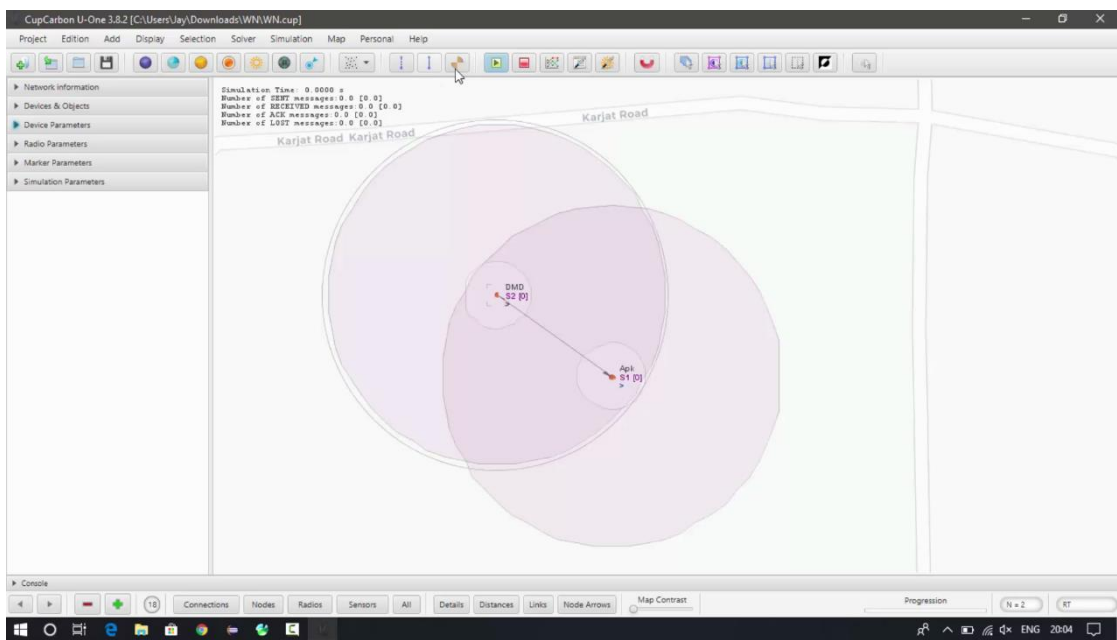 CupCarbon U-One 3.8.2 [C:\Users\Jay\Downloads\WN\WN.cup]
Project Edition Add Display Selection Solver Simulation Map Personal Help
Network Information
Devices & Objects
Device Parameters
Radio Parameters
Marker Parameters
Simulation Parameters
Simulation Time: 0.0000 s
Number of SENT messages:0.0 [0.0]
Number of RECEIVED messages:0.0 [0.0]
Number of ACK messages:0.0 [0.0]
Number of LOST messages:0.0 [0.0]
Karjat Road
Karjat Road Karjat Road
DMD
S2 [0]
>
Apli
S1 [0]
>
Console
18 Connections Nodes Radios Sensors All Details Distances Links Node Arrows Map Contrast Progression N = 2 RT
ENG 20:04